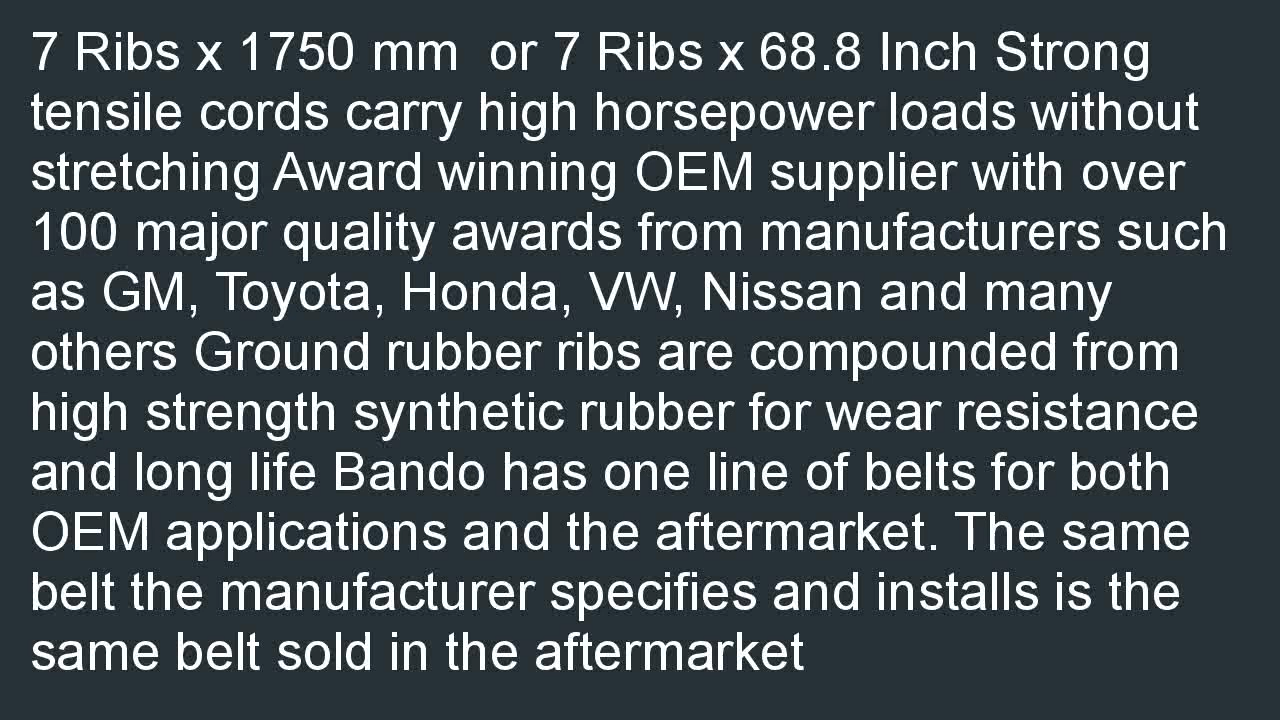 7 Ribs x 1750 mm  or 7 Ribs x 68.8 Inch Strong
tensile cords carry high horsepower loads without
stretching Award winning OEM supplier with over
100 major quality awards from manufacturers such
as GM, Toyota, Honda, VW, Nissan and many
others Ground rubber ribs are compounded from
high strength synthetic rubber for wear resistance
and long life Bando has one line of belts for both
OEM applications and the aftermarket. The same
belt the manufacturer specifies and installs is the
same belt sold in the aftermarket